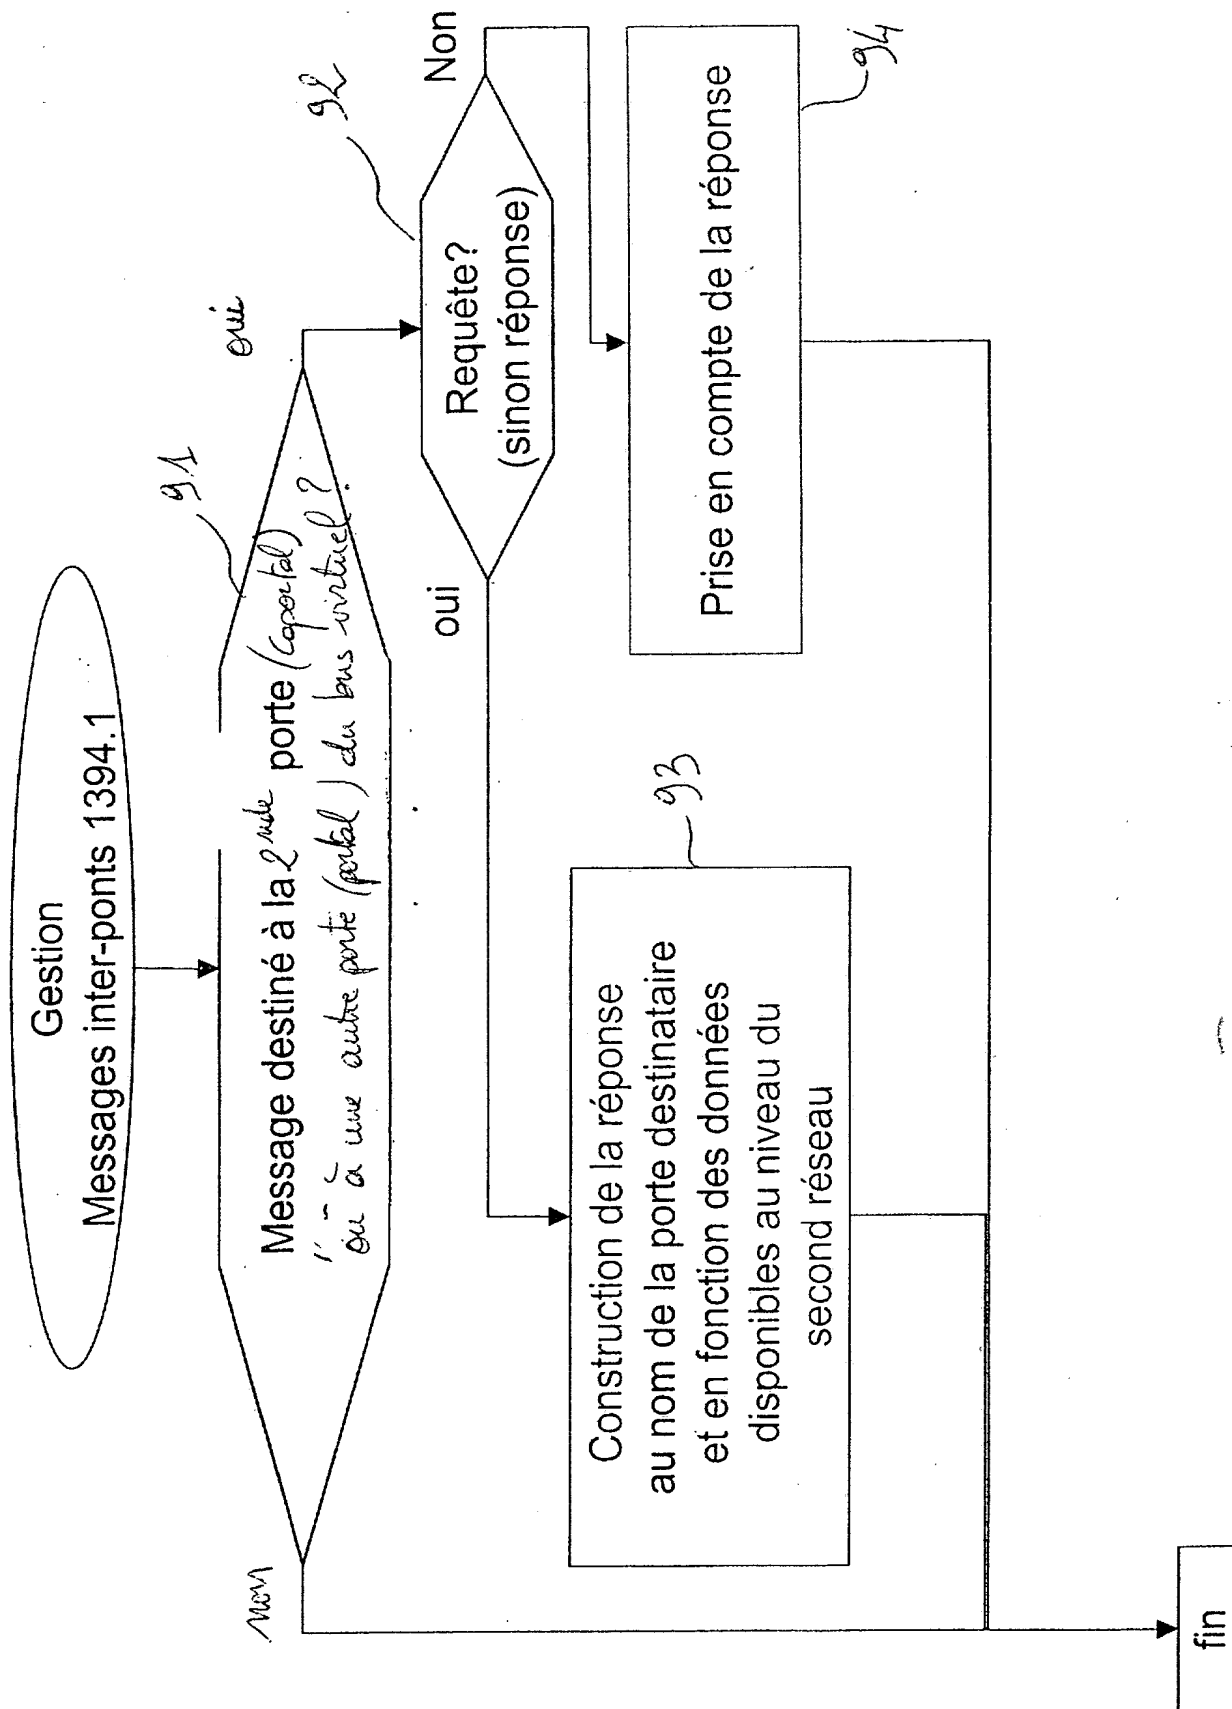 Gestion
Messages inter-ponts 1394.1
91
Message destiné à la 2nde porte (coportal)
ou à une autre porte (portal) du bus virtuel ?
non
oui
92
Requête?
(sinon réponse)
oui
Non
93
Construction de la réponse
au nom de la porte destinataire
et en fonction des données
disponibles au niveau du
second réseau
94
Prise en compte de la réponse
fin